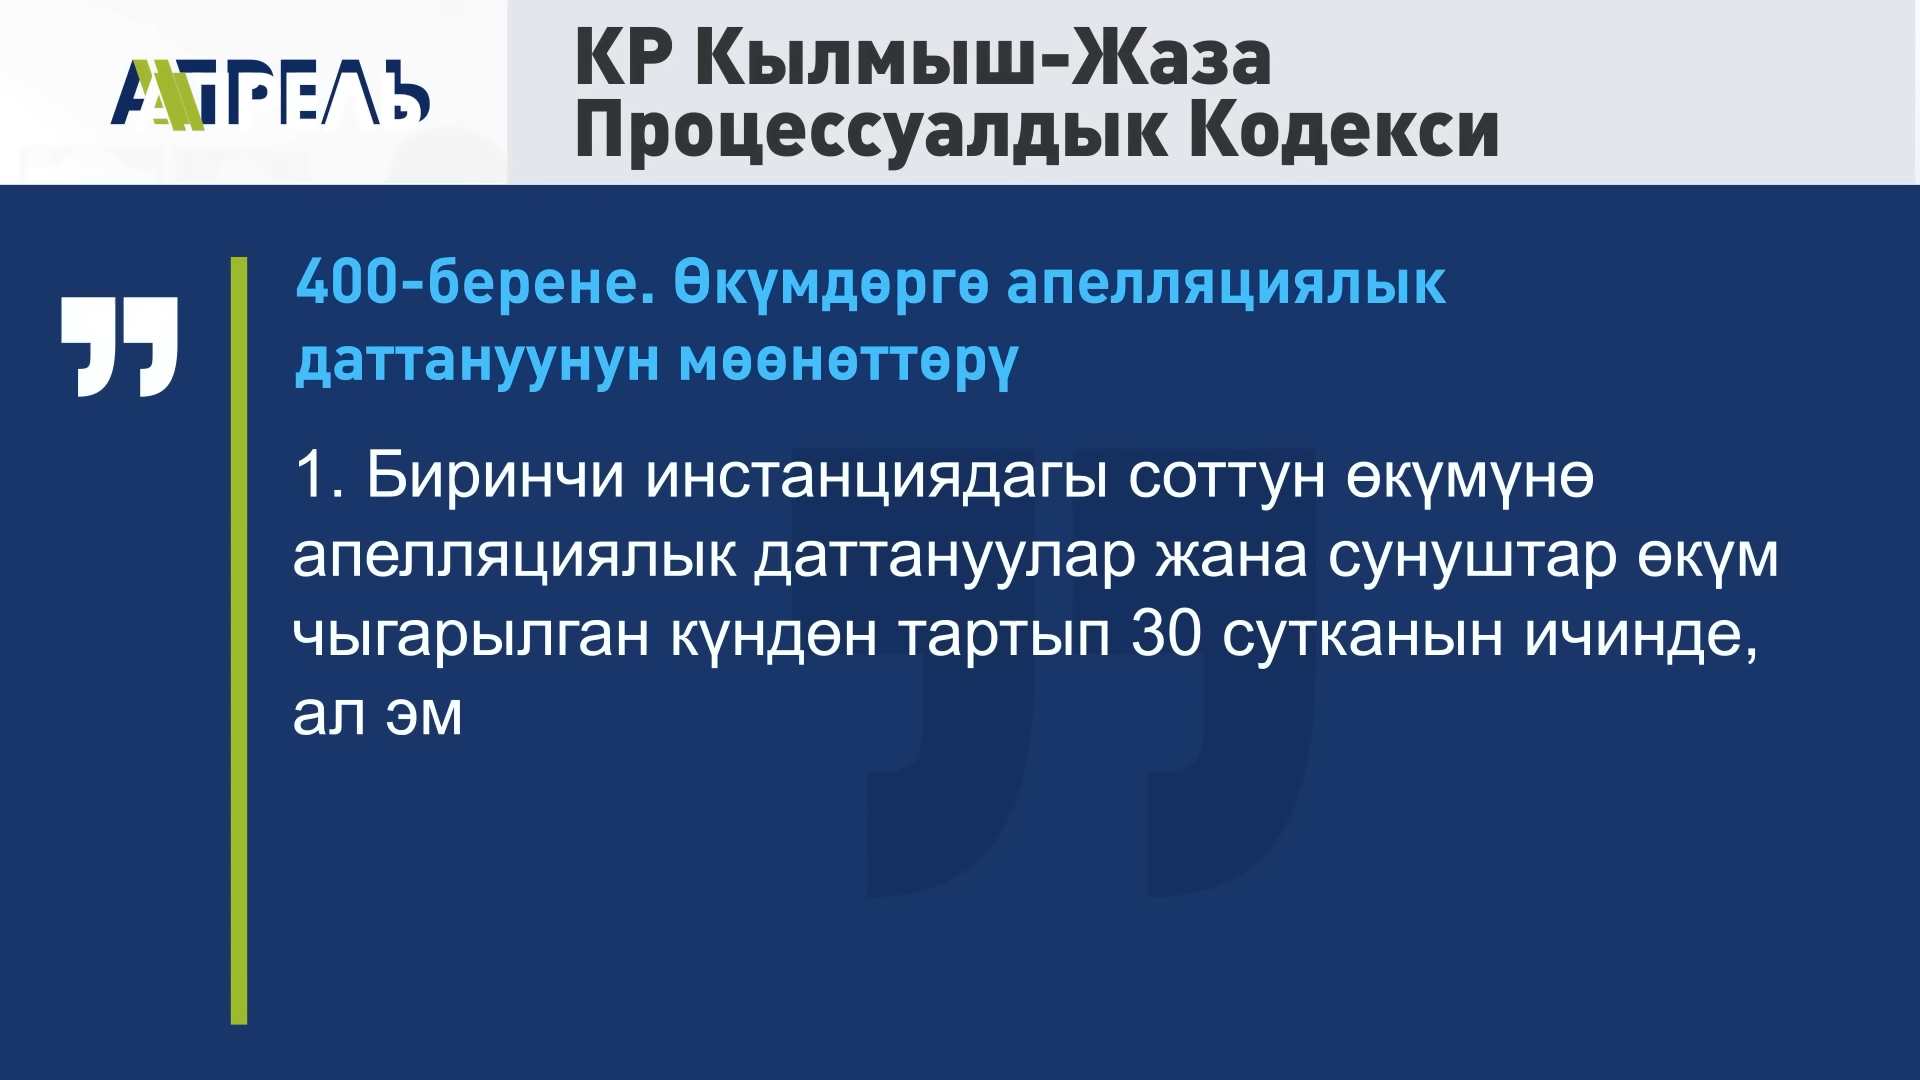 АПРЕЛЬ
КР Кылмыш-Жаза
Процессуалдык Кодекси
400-берене. Өкүмдөргө апелляциялык
даттануунун мөөнөттөрү
1. Биринчи инстанциядагы соттун өкүмүнө
апелляциялык даттануулар жана сунуштар өкүм
чыгарылган күндөн тартып 30 сутканын ичинде,
ал эм